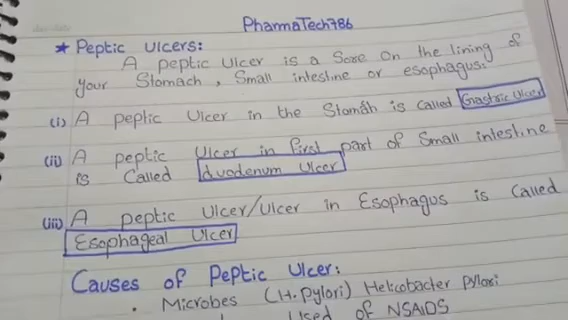 PharmaTech786
* Peptic Ulcers:
A peptic Ulcer is a Sore on the lining of
your Stomach, Small intestine or esophagus.
(i) A peptic Ulcer in the Stomach is called Gastric Ulcer
(ii) A peptic Ulcer in first part of Small intestine
is Called duodenum Ulcer
(iii) A peptic Ulcer/Ulcer in Esophagus is Called
Esophageal Ulcer
Causes of Peptic Ulcer:
• Microbes (H. pylori) Helicobacter pylori
Used of NSAIDS